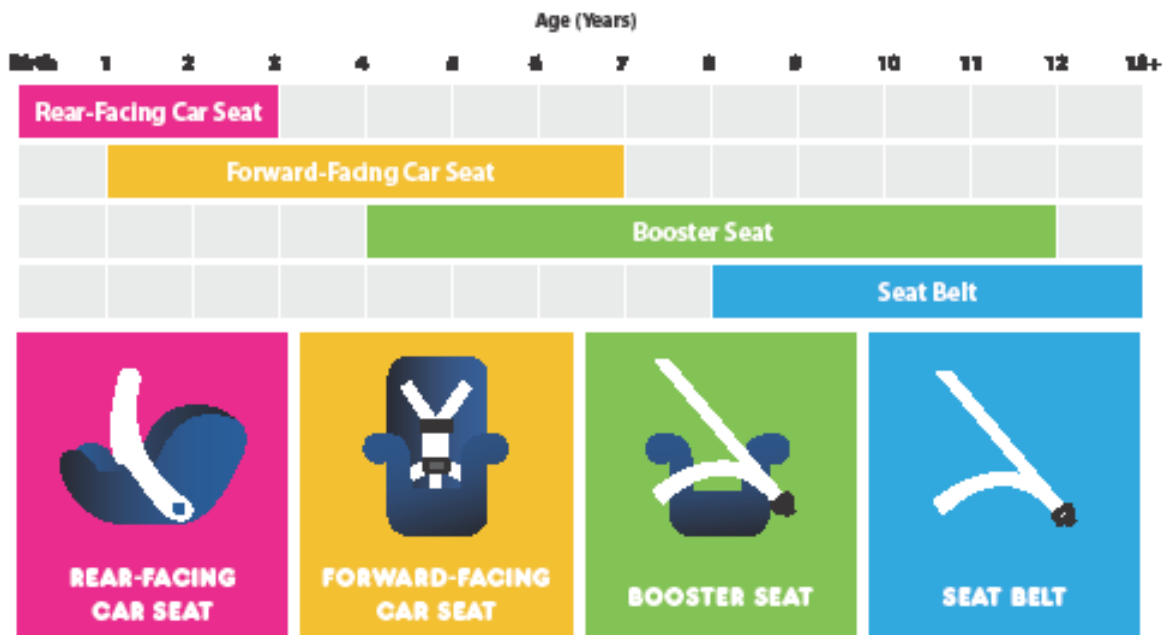 Age (Years)
Birth 1 2 3 4 5 6 7 8 9 10 11 12 13+
Rear-Facing Car Seat
Forward-Facing Car Seat
Booster Seat
Seat Belt
REAR-FACING
CAR SEAT
FORWARD-FACING
CAR SEAT
BOOSTER SEAT
SEAT BELT